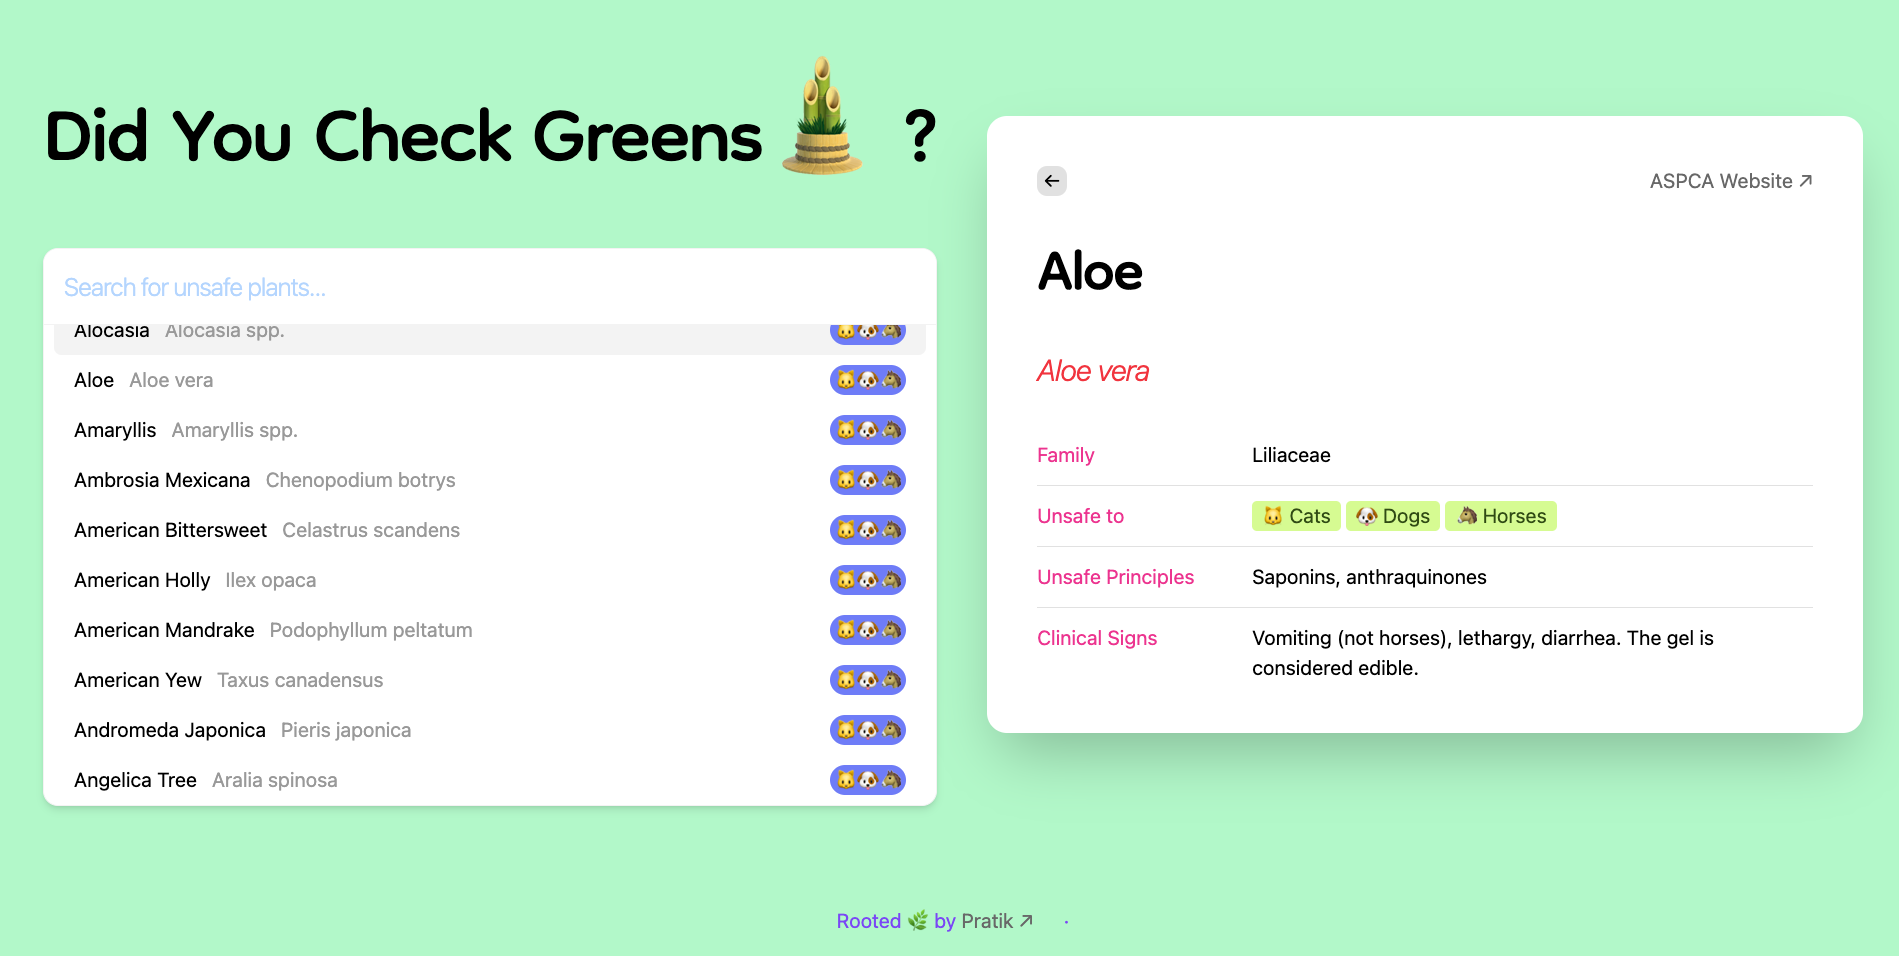 Did You Check Greens ?
Search for unsafe plants...
Alocasia Alocasia spp.
Aloe Aloe vera
Amaryllis Amaryllis spp.
Ambrosia Mexicana Chenopodium botrys
American Bittersweet Celastrus scandens
American Holly Ilex opaca
American Mandrake Podophyllum peltatum
American Yew Taxus canadensus
Andromeda Japonica Pieris japonica
Angelica Tree Aralia spinosa
ASPCA Website ↗
Aloe
Aloe vera
Family Liliaceae
Unsafe to Cats Dogs Horses
Unsafe Principles Saponins, anthraquinones
Clinical Signs Vomiting (not horses), lethargy, diarrhea. The gel is
considered edible.
Rooted 🌿 by Pratik ↗ ·